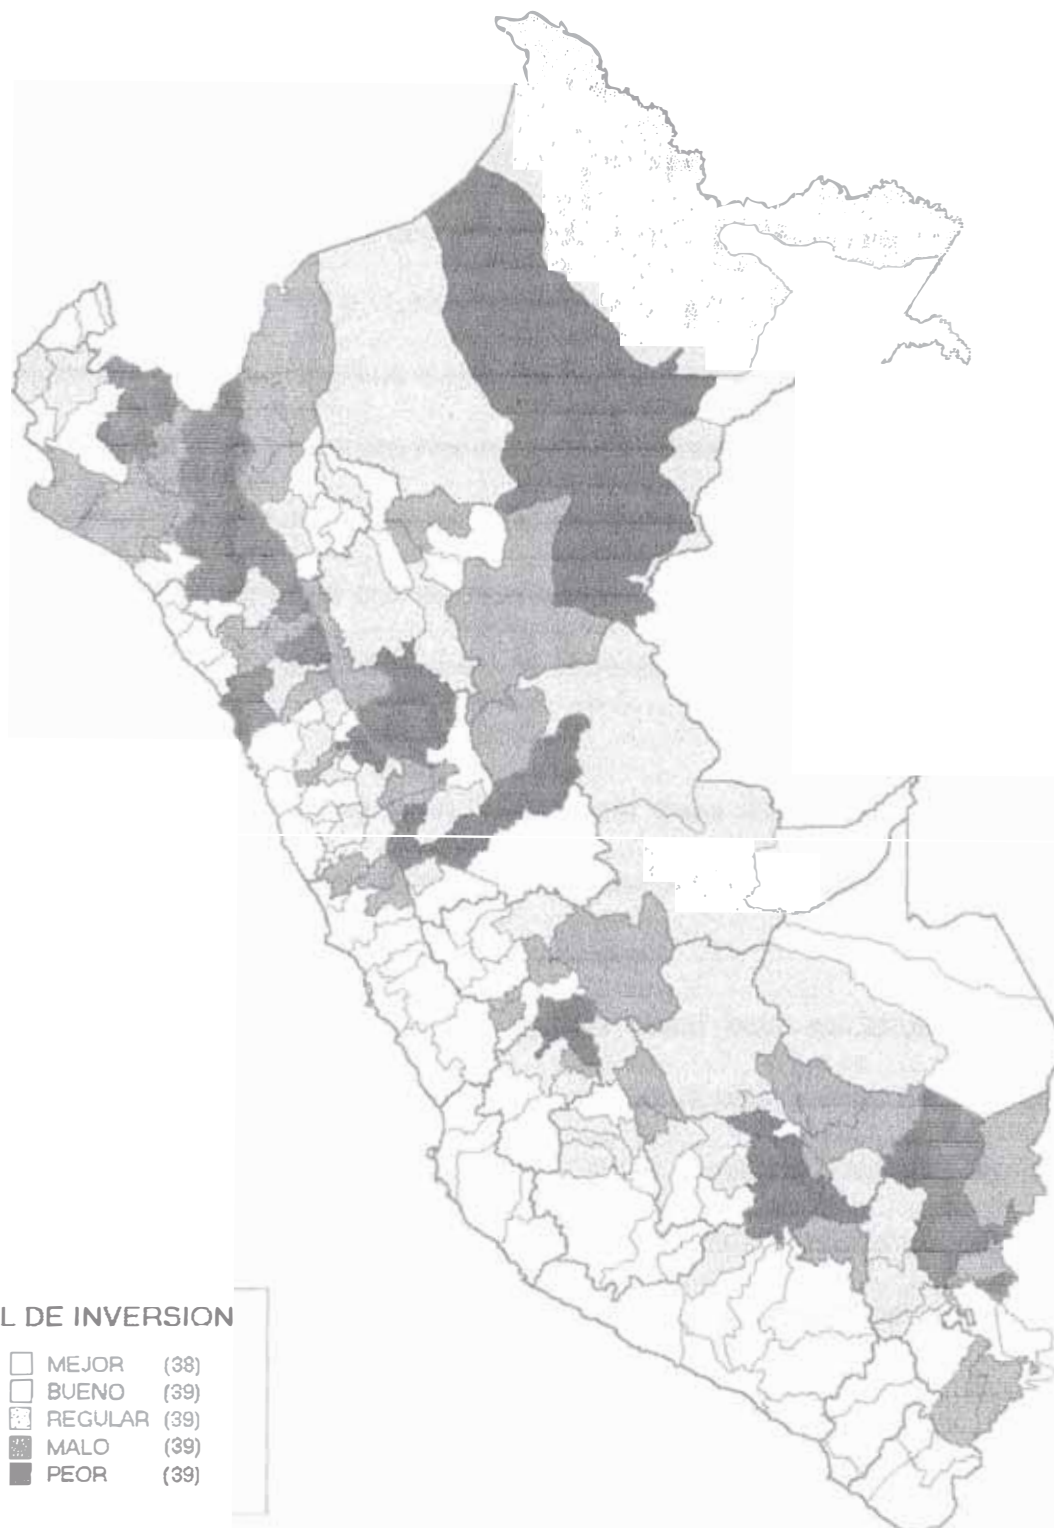 L DE INVERSION
MEJOR (38)
BUENO (39)
REGULAR (39)
MALO (39)
PEOR (39)